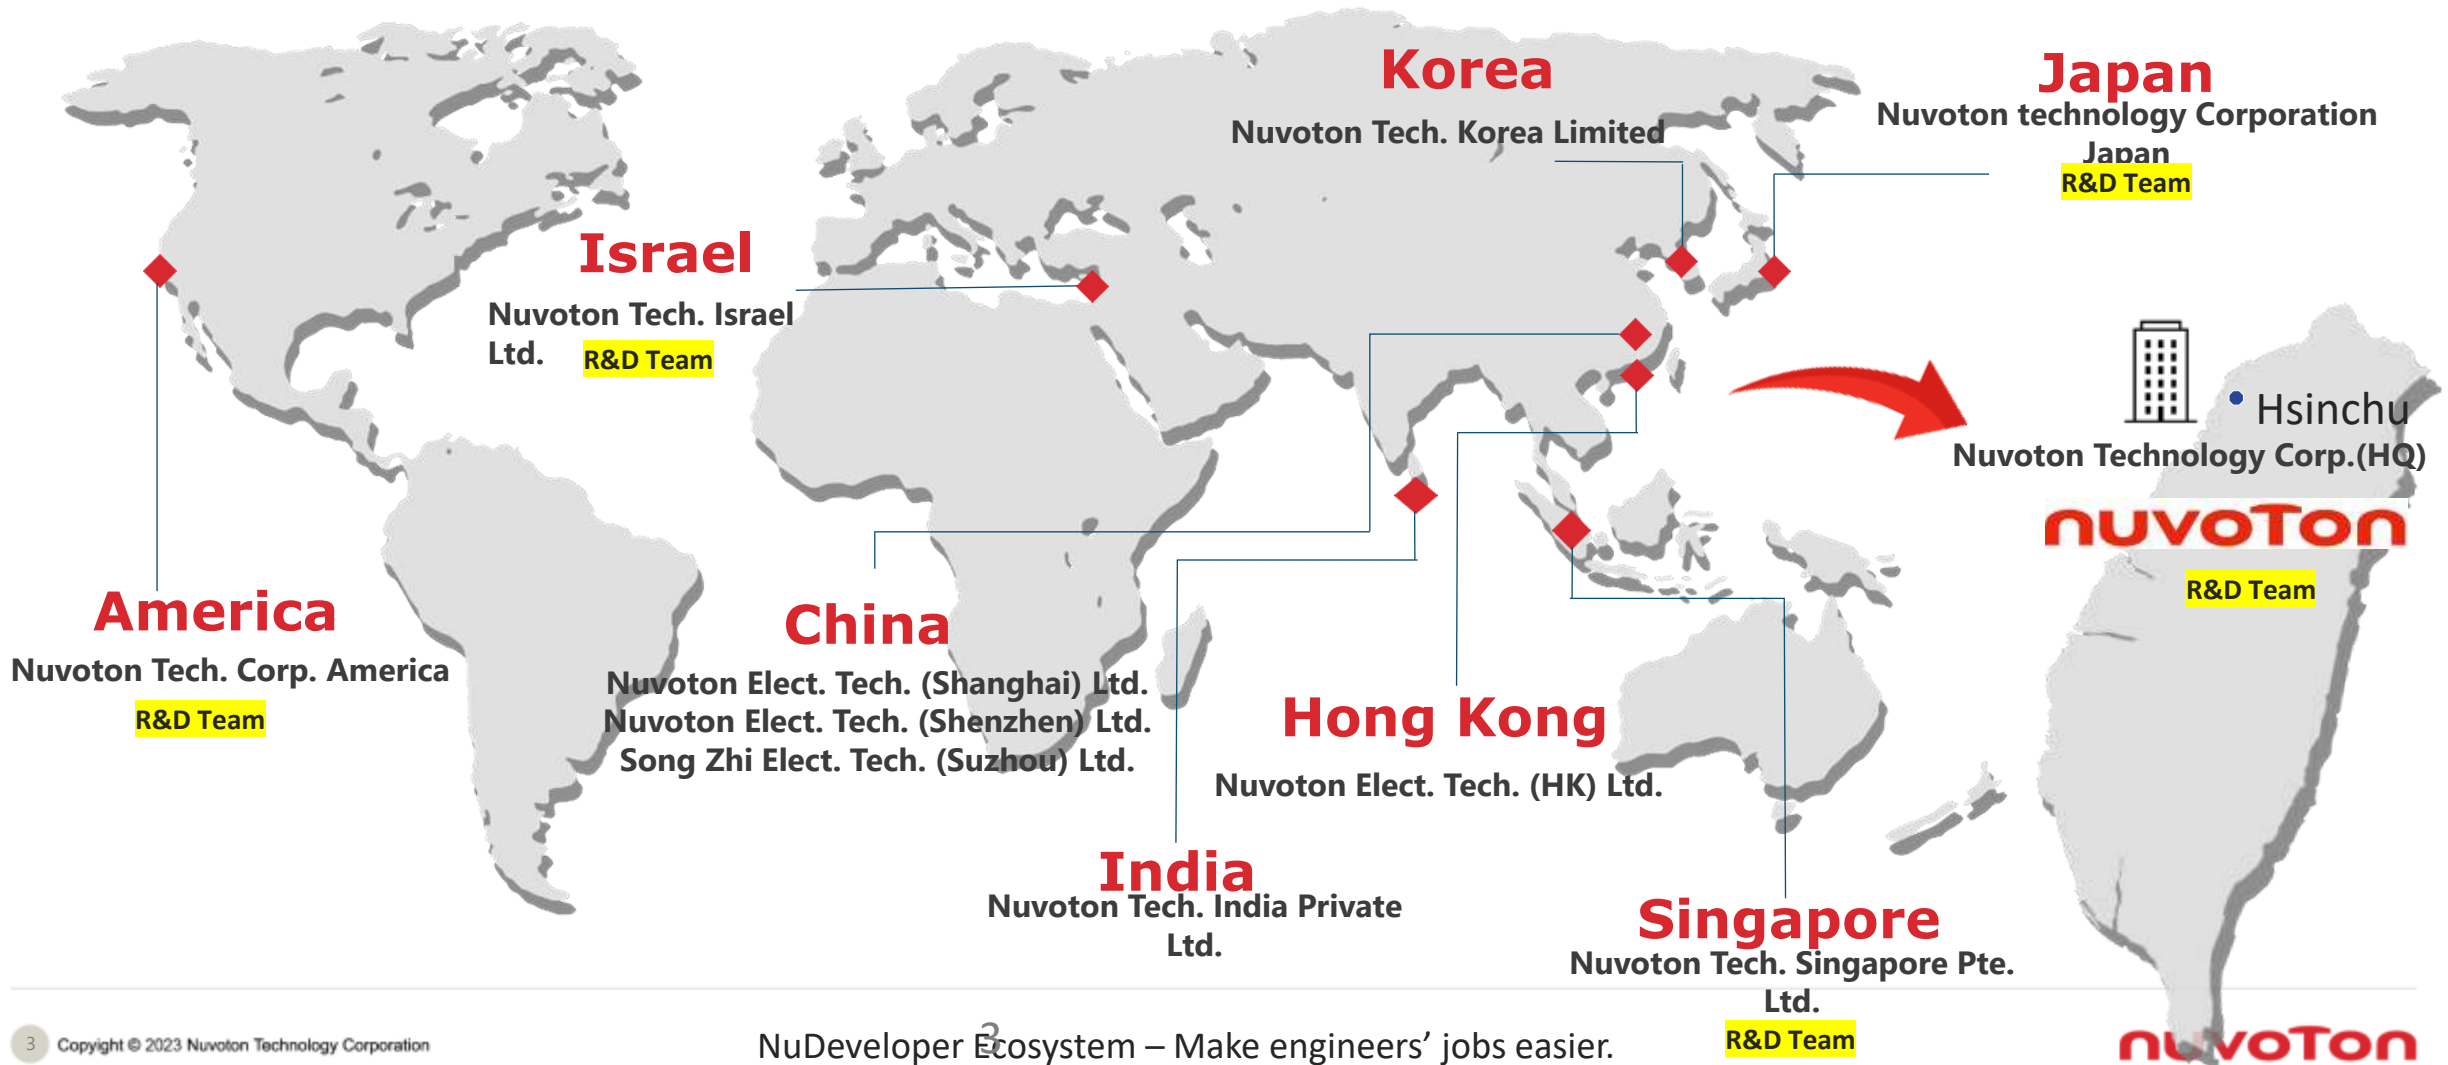 Korea
Nuvoton Tech. Korea Limited
Japan
Nuvoton technology Corporation
Japan
R&D Team
Israel
Nuvoton Tech. Israel
Ltd.
R&D Team
Hsinchu
Nuvoton Technology Corp.(HQ)
nuvoTon
R&D Team
America
Nuvoton Tech. Corp. America
R&D Team
China
Nuvoton Elect. Tech. (Shanghai) Ltd.
Nuvoton Elect. Tech. (Shenzhen) Ltd.
Song Zhi Elect. Tech. (Suzhou) Ltd.
Hong Kong
Nuvoton Elect. Tech. (HK) Ltd.
India
Nuvoton Tech. India Private
Ltd.
Singapore
Nuvoton Tech. Singapore Pte.
Ltd.
R&D Team
3
Copyight © 2023 Nuvoton Technology Corporation
3
NuDeveloper Ecosystem – Make engineers’ jobs easier.
nuvoTon